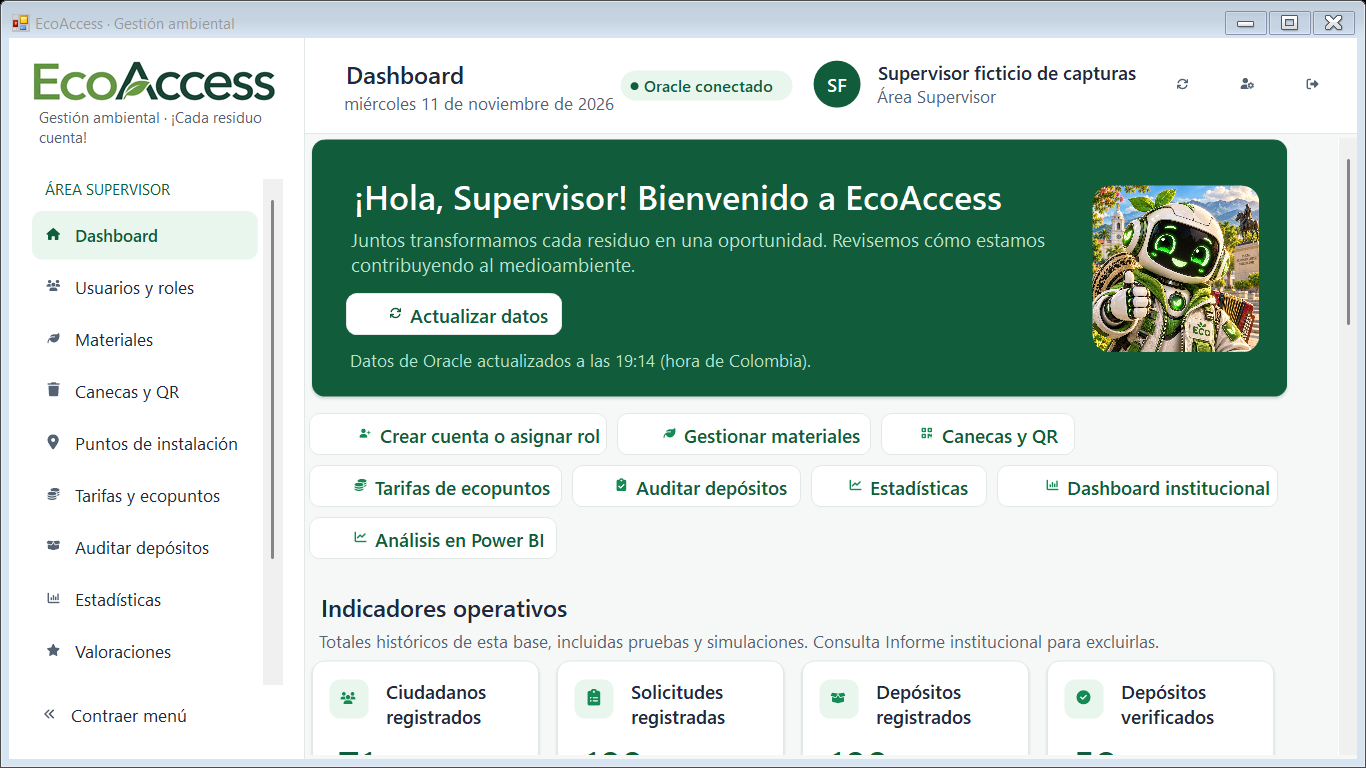 EcoAccess · Gestión ambiental
EcoAccess
Gestión ambiental · ¡Cada residuo
cuenta!
ÁREA SUPERVISOR
Dashboard
Usuarios y roles
Materiales
Canecas y QR
Puntos de instalación
Tarifas y ecopuntos
Auditar depósitos
Estadísticas
Valoraciones
Contraer menú
Dashboard
miércoles 11 de noviembre de 2026
Oracle conectado
SF
Supervisor ficticio de capturas
Área Supervisor
¡Hola, Supervisor! Bienvenido a EcoAccess
Juntos transformamos cada residuo en una oportunidad. Revisemos cómo estamos
contribuyendo al medioambiente.
Actualizar datos
Datos de Oracle actualizados a las 19:14 (hora de Colombia).
ECO
Crear cuenta o asignar rol
Gestionar materiales
Canecas y QR
Tarifas de ecopuntos
Auditar depósitos
Estadísticas
Dashboard institucional
Análisis en Power BI
Indicadores operativos
Totales históricos de esta base, incluidas pruebas y simulaciones. Consulta Informe institucional para excluirlas.
Ciudadanos
registrados
Solicitudes
registradas
Depósitos
registrados
Depósitos
verificados